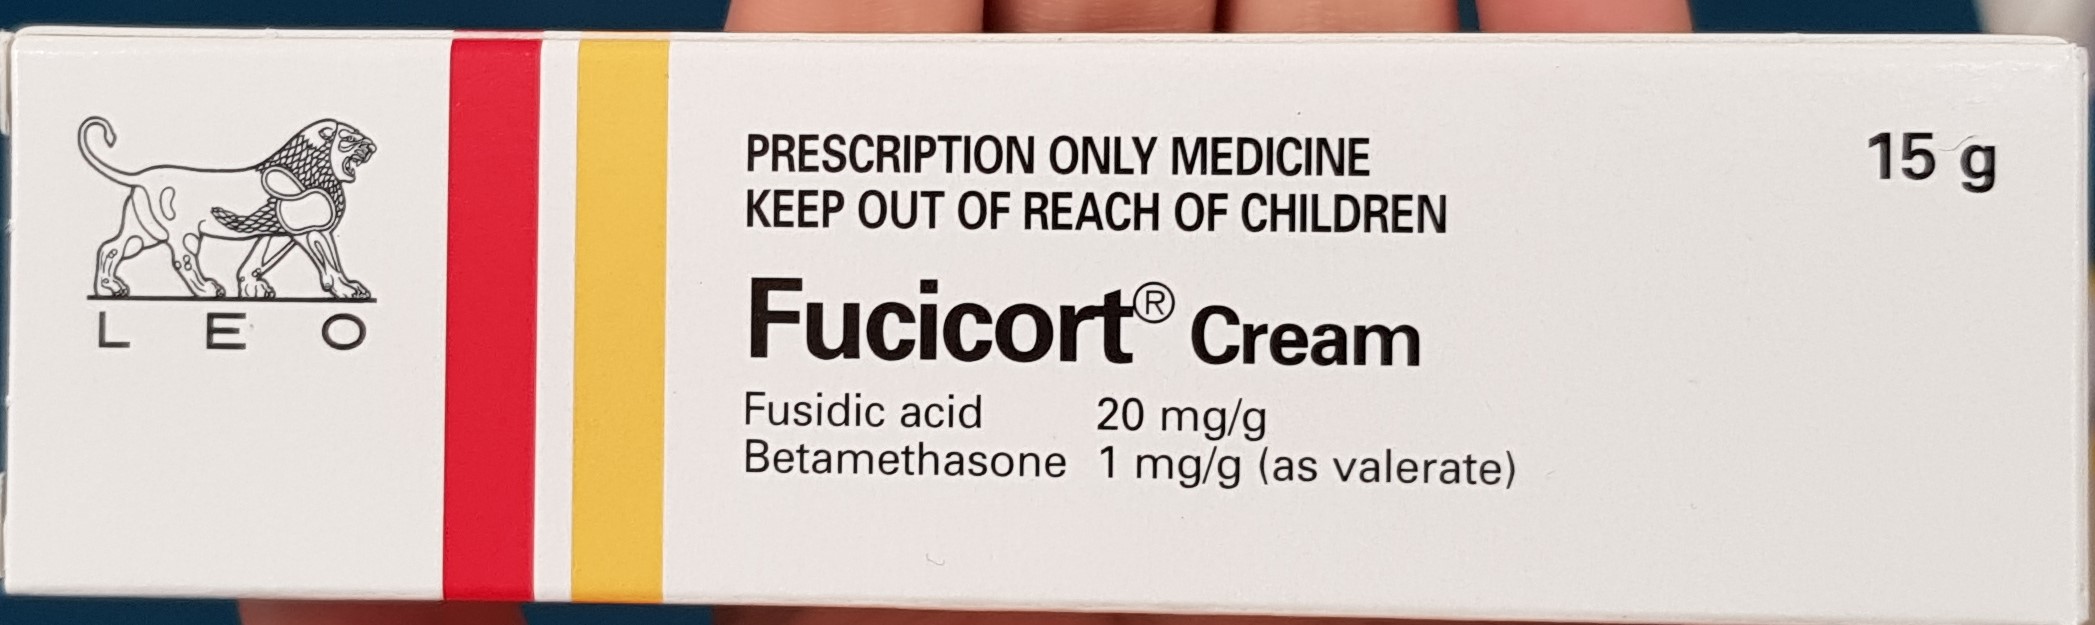 PRESCRIPTION ONLY MEDICINE
KEEP OUT OF REACH OF CHILDREN
15 g
Fucicort® Cream
Fusidic acid 20 mg/g
Betamethasone 1 mg/g (as valerate)
LEO